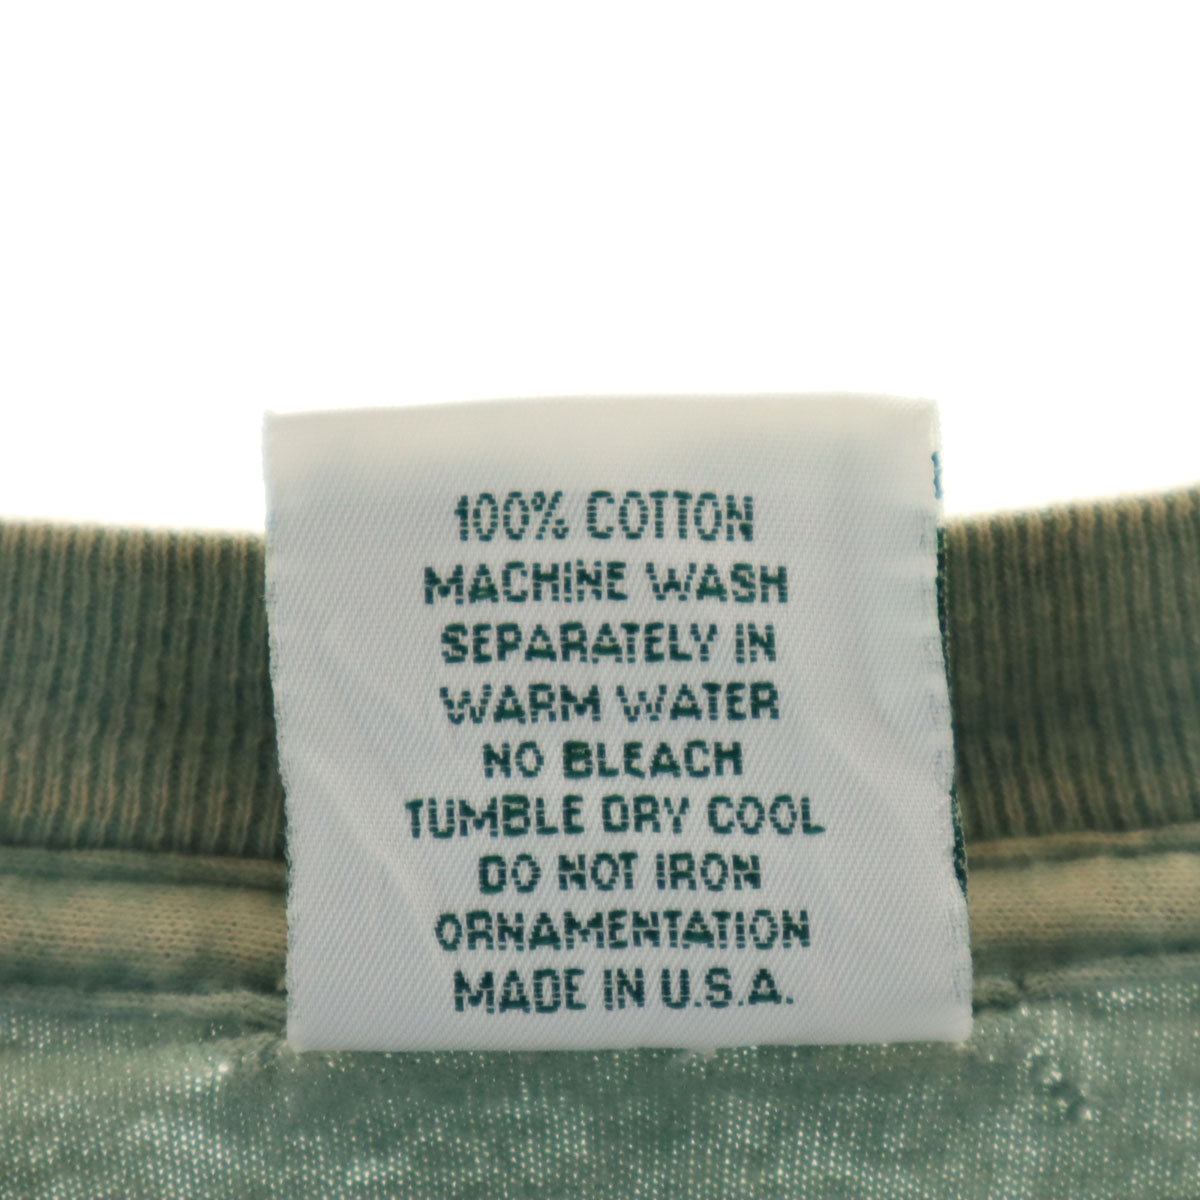 100% COTTON
MACHINE WASH
SEPARATELY IN
WARM WATER
NO BLEACH
TUMBLE DRY COOL
DO NOT IRON
ORNAMENTATION
MADE IN U.S.A.